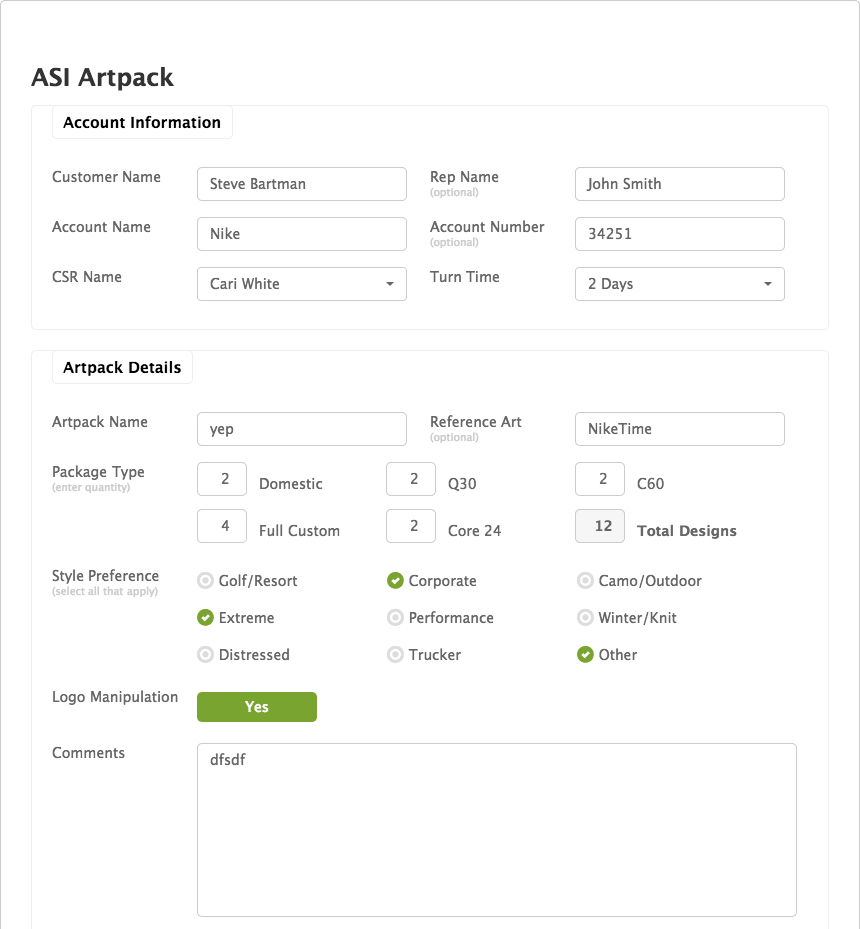 ASI Artpack
Account Information
Customer Name Steve Bartman Rep Name John Smith
(optional)
Account Name Nike Account Number 34251
(optional)
CSR Name Cari White Turn Time 2 Days
Artpack Details
Artpack Name yep Reference Art NikeTime
(optional)
Package Type 2 Domestic 2 Q30 2 C60
(enter quantity)
4 Full Custom 2 Core 24 12 Total Designs
Style Preference Golf/Resort Corporate Camo/Outdoor
(select all that apply)
Extreme Performance Winter/Knit
Distressed Trucker Other
Logo Manipulation Yes
Comments dfsdf